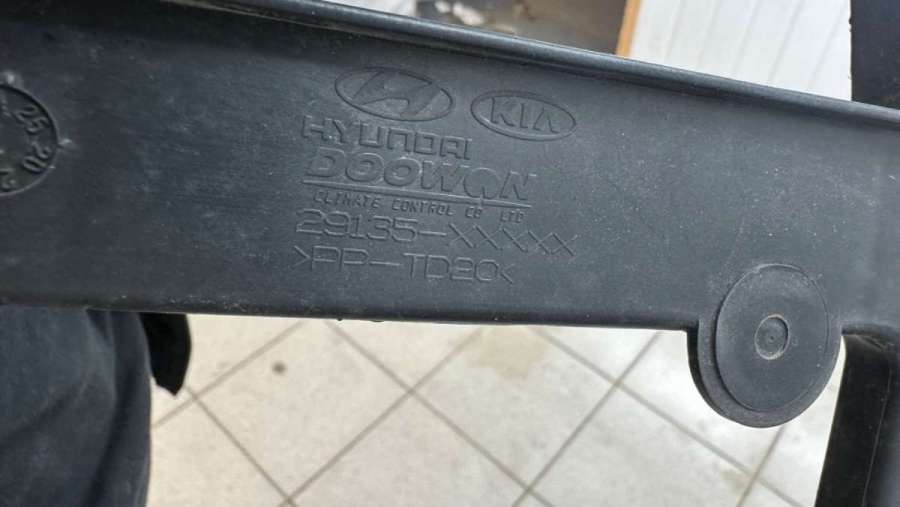 KIA
HYUNDAI
DOOWON
CLIMATE CONTROL CO LTD
29135-XXXXX
>PP-TD20<